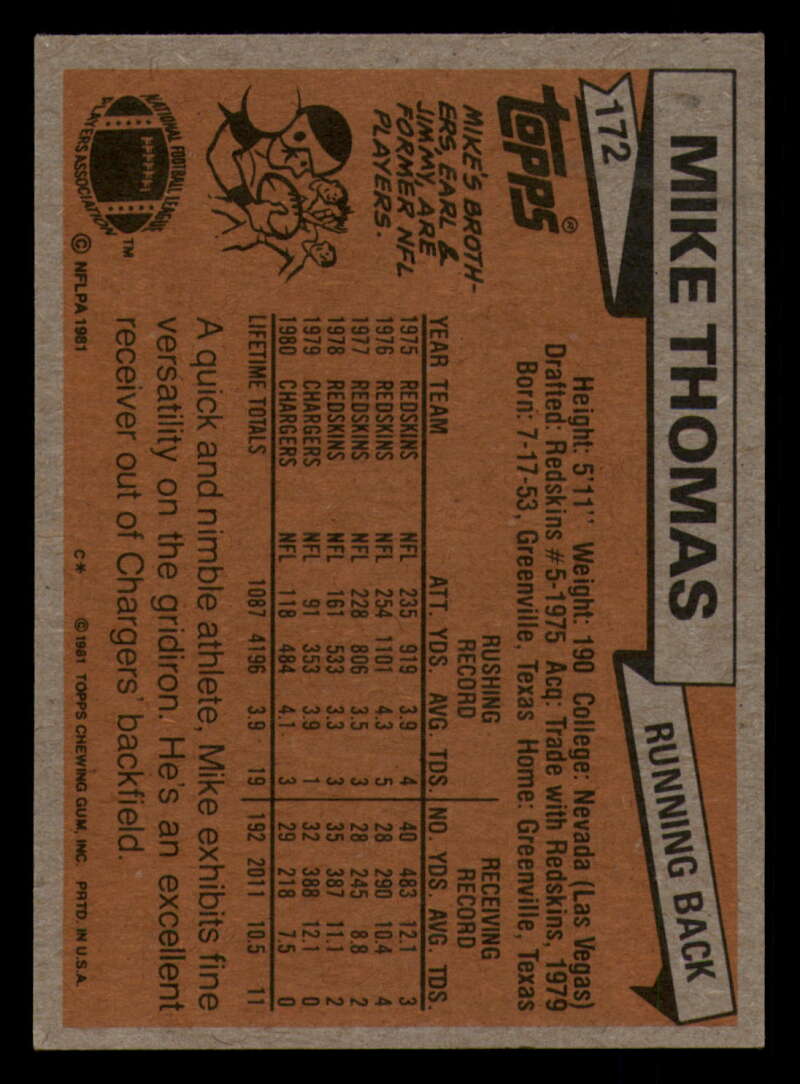 172
MIKE THOMAS
RUNNING BACK
TOPPS®
Height: 5'11" Weight: 190 College: Nevada (Las Vegas)
Drafted: Redskins #5-1975 Acq: Trade with Redskins, 1979
Born: 7-17-53, Greenville, Texas Home: Greenville, Texas
MIKE'S BROTH-
ERS, EARL &
JIMMY, ARE
FORMER NFL
PLAYERS.
RUSHING RECEIVING
RECORD RECORD
YEAR TEAM ATT. YDS. AVG. TDS. NO. YDS. AVG. TDS.
1975 REDSKINS NFL 235 919 3.9 4 40 483 12.1 3
1976 REDSKINS NFL 254 1101 4.3 5 28 290 10.4 4
1977 REDSKINS NFL 228 806 3.5 3 28 245 8.8 2
1978 REDSKINS NFL 161 533 3.3 3 35 387 11.1 2
1979 CHARGERS NFL 91 353 3.9 1 32 388 12.1 0
1980 CHARGERS NFL 118 484 4.1 3 29 218 7.5 0
LIFETIME TOTALS 1087 4196 3.9 19 192 2011 10.5 11
A quick and nimble athlete, Mike exhibits fine
versatility on the gridiron. He's an excellent
receiver out of Chargers' backfield.
NATIONAL FOOTBALL LEAGUE
PLAYERS ASSOCIATION
™
© NFLPA 1981
C* © 1981 TOPPS CHEWING GUM, INC. PRTD. IN U.S.A.